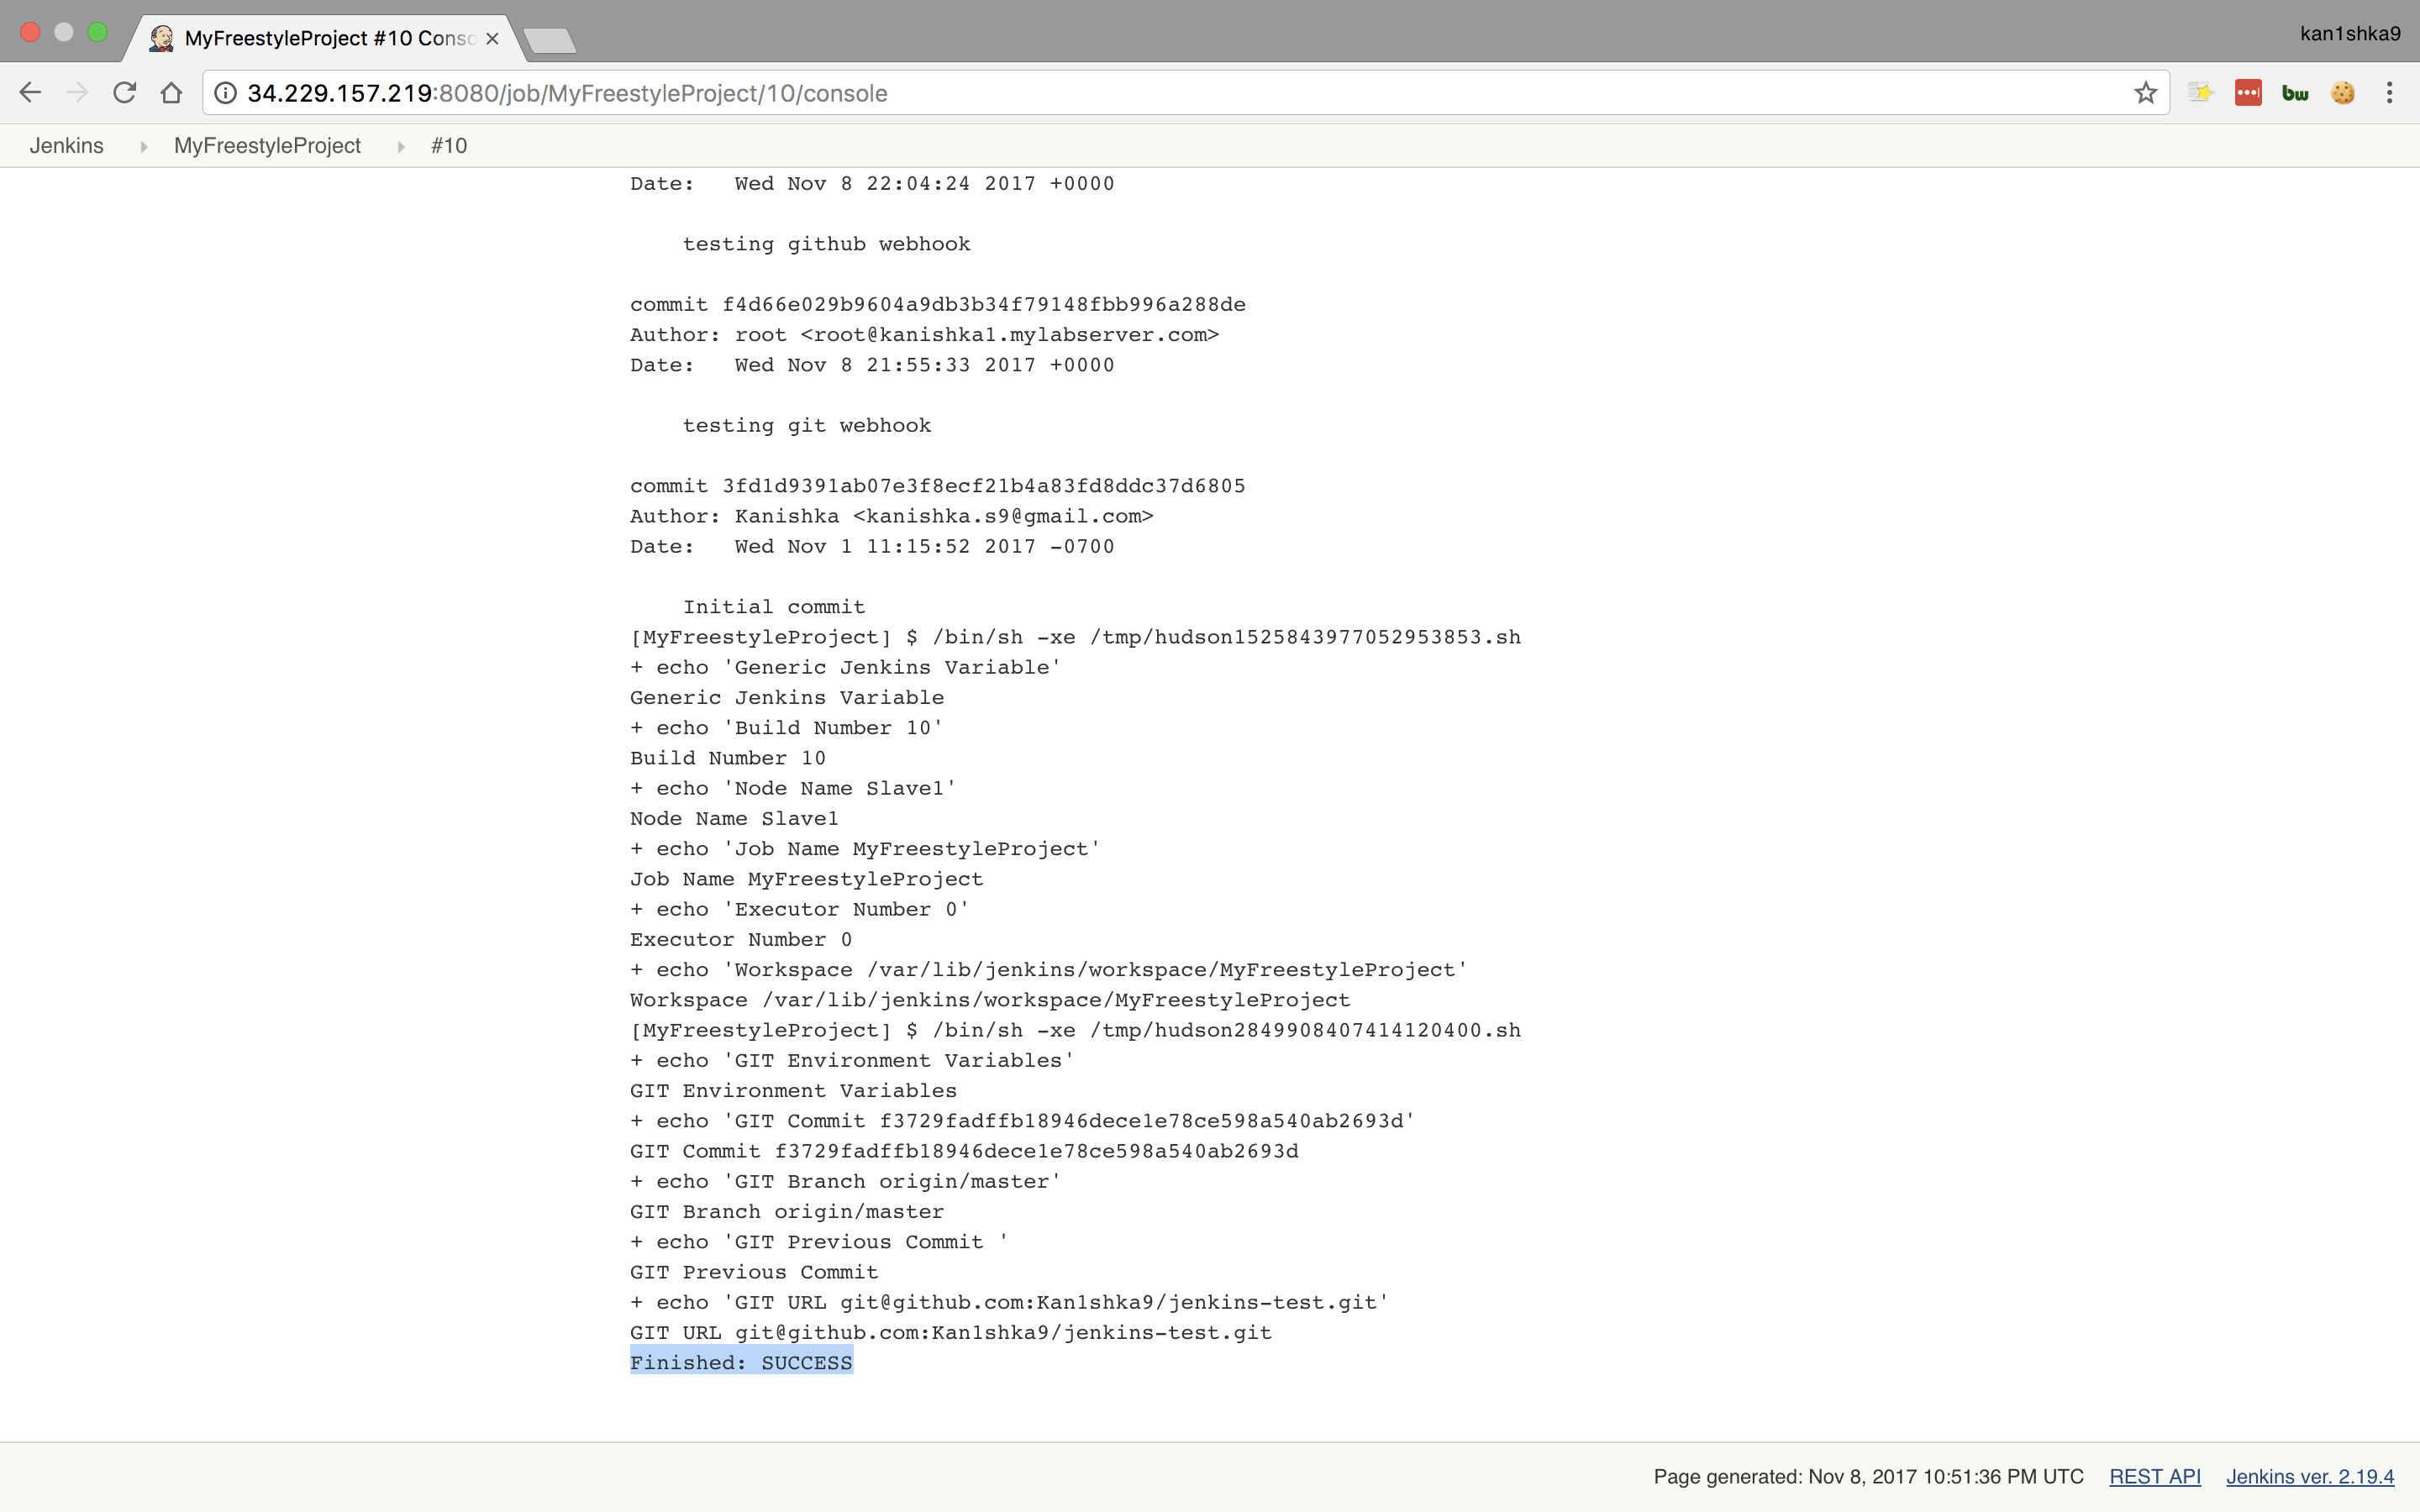 MyFreestyleProject #10 Conso
kan1shka9
34.229.157.219:8080/job/MyFreestyleProject/10/console
bw
Jenkins MyFreestyleProject #10
Date:   Wed Nov 8 22:04:24 2017 +0000
testing github webhook
commit f4d66e029b9604a9db3b34f79148fbb996a288de
Author: root <root@kanishka1.mylabserver.com>
Date:   Wed Nov 8 21:55:33 2017 +0000
testing git webhook
commit 3fd1d9391ab07e3f8ecf21b4a83fd8ddc37d6805
Author: Kanishka <kanishka.s9@gmail.com>
Date:   Wed Nov 1 11:15:52 2017 -0700
Initial commit
[MyFreestyleProject] $ /bin/sh -xe /tmp/hudson1525843977052953853.sh
+ echo 'Generic Jenkins Variable'
Generic Jenkins Variable
+ echo 'Build Number 10'
Build Number 10
+ echo 'Node Name Slave1'
Node Name Slave1
+ echo 'Job Name MyFreestyleProject'
Job Name MyFreestyleProject
+ echo 'Executor Number 0'
Executor Number 0
+ echo 'Workspace /var/lib/jenkins/workspace/MyFreestyleProject'
Workspace /var/lib/jenkins/workspace/MyFreestyleProject
[MyFreestyleProject] $ /bin/sh -xe /tmp/hudson2849908407414120400.sh
+ echo 'GIT Environment Variables'
GIT Environment Variables
+ echo 'GIT Commit f3729fadffb18946dece1e78ce598a540ab2693d'
GIT Commit f3729fadffb18946dece1e78ce598a540ab2693d
+ echo 'GIT Branch origin/master'
GIT Branch origin/master
+ echo 'GIT Previous Commit '
GIT Previous Commit
+ echo 'GIT URL git@github.com:Kan1shka9/jenkins-test.git'
GIT URL git@github.com:Kan1shka9/jenkins-test.git
Finished: SUCCESS
Page generated: Nov 8, 2017 10:51:36 PM UTC REST API Jenkins ver. 2.19.4